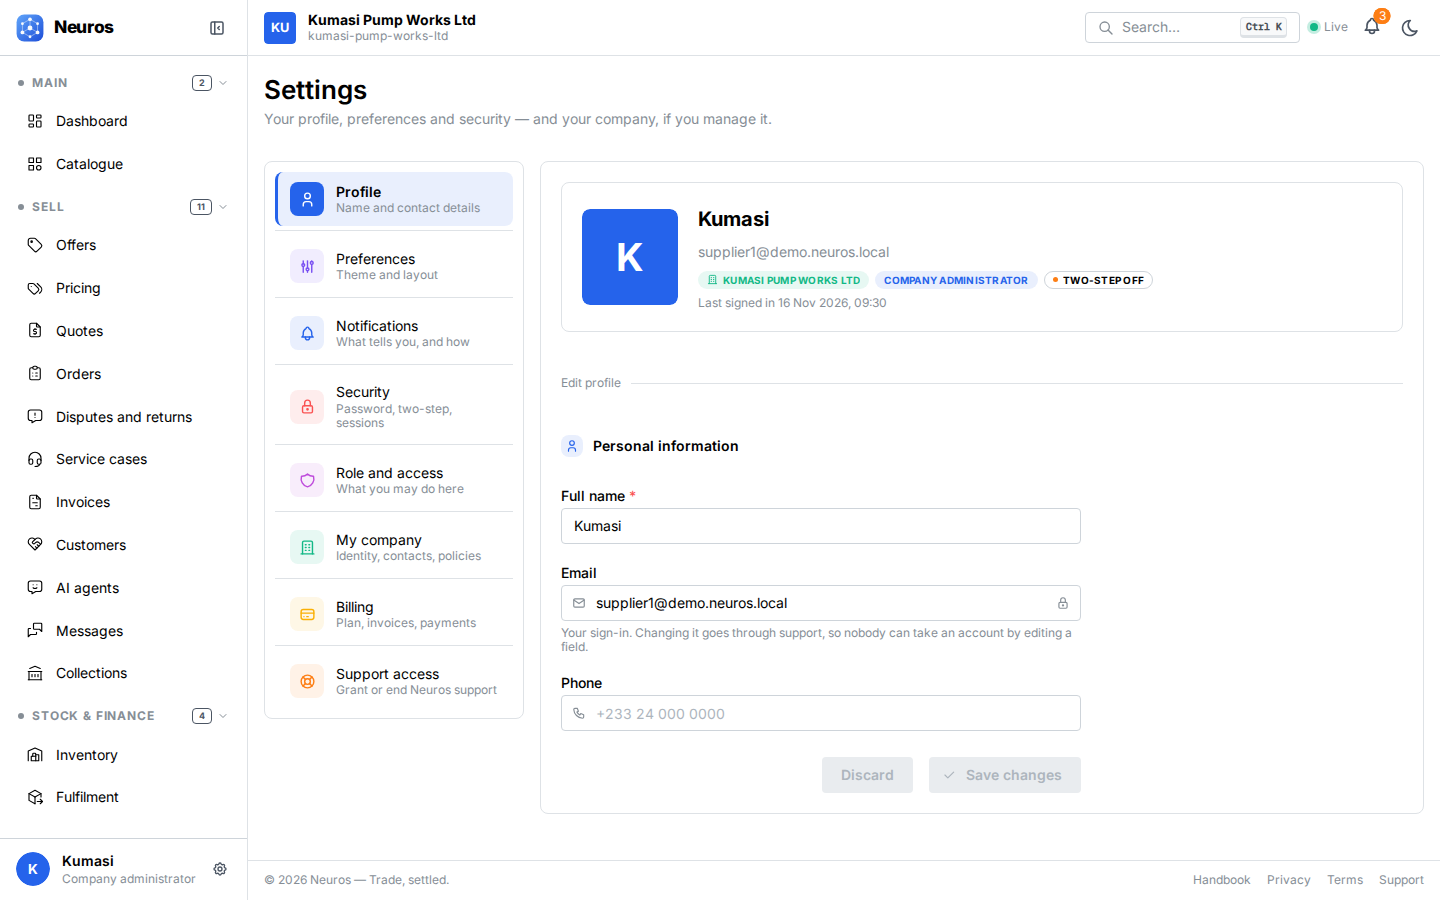 Neuros
KU
Kumasi Pump Works Ltd
kumasi-pump-works-ltd
Search...
Ctrl K
Live
3
MAIN
2
Dashboard
Catalogue
SELL
11
Offers
Pricing
Quotes
Orders
Disputes and returns
Service cases
Invoices
Customers
AI agents
Messages
Collections
STOCK & FINANCE
4
Inventory
Fulfilment
K
Kumasi
Company administrator
Settings
Your profile, preferences and security — and your company, if you manage it.
Profile
Name and contact details
Preferences
Theme and layout
Notifications
What tells you, and how
Security
Password, two-step,
sessions
Role and access
What you may do here
My company
Identity, contacts, policies
Billing
Plan, invoices, payments
Support access
Grant or end Neuros support
K
Kumasi
supplier1@demo.neuros.local
KUMASI PUMP WORKS LTD
COMPANY ADMINISTRATOR
TWO-STEP OFF
Last signed in 16 Nov 2026, 09:30
Edit profile
Personal information
Full name *
Kumasi
Email
supplier1@demo.neuros.local
Your sign-in. Changing it goes through support, so nobody can take an account by editing a
field.
Phone
+233 24 000 0000
Discard
Save changes
© 2026 Neuros — Trade, settled.
Handbook
Privacy
Terms
Support